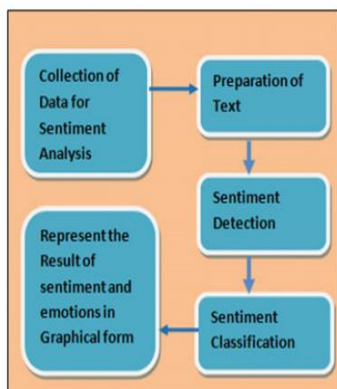 Collection of
Data for
Sentiment
Analysis
Preparation of
Text
Sentiment
Detection
Sentiment
Classification
Represent the
Result of
sentiment and
emotions in
Graphical form